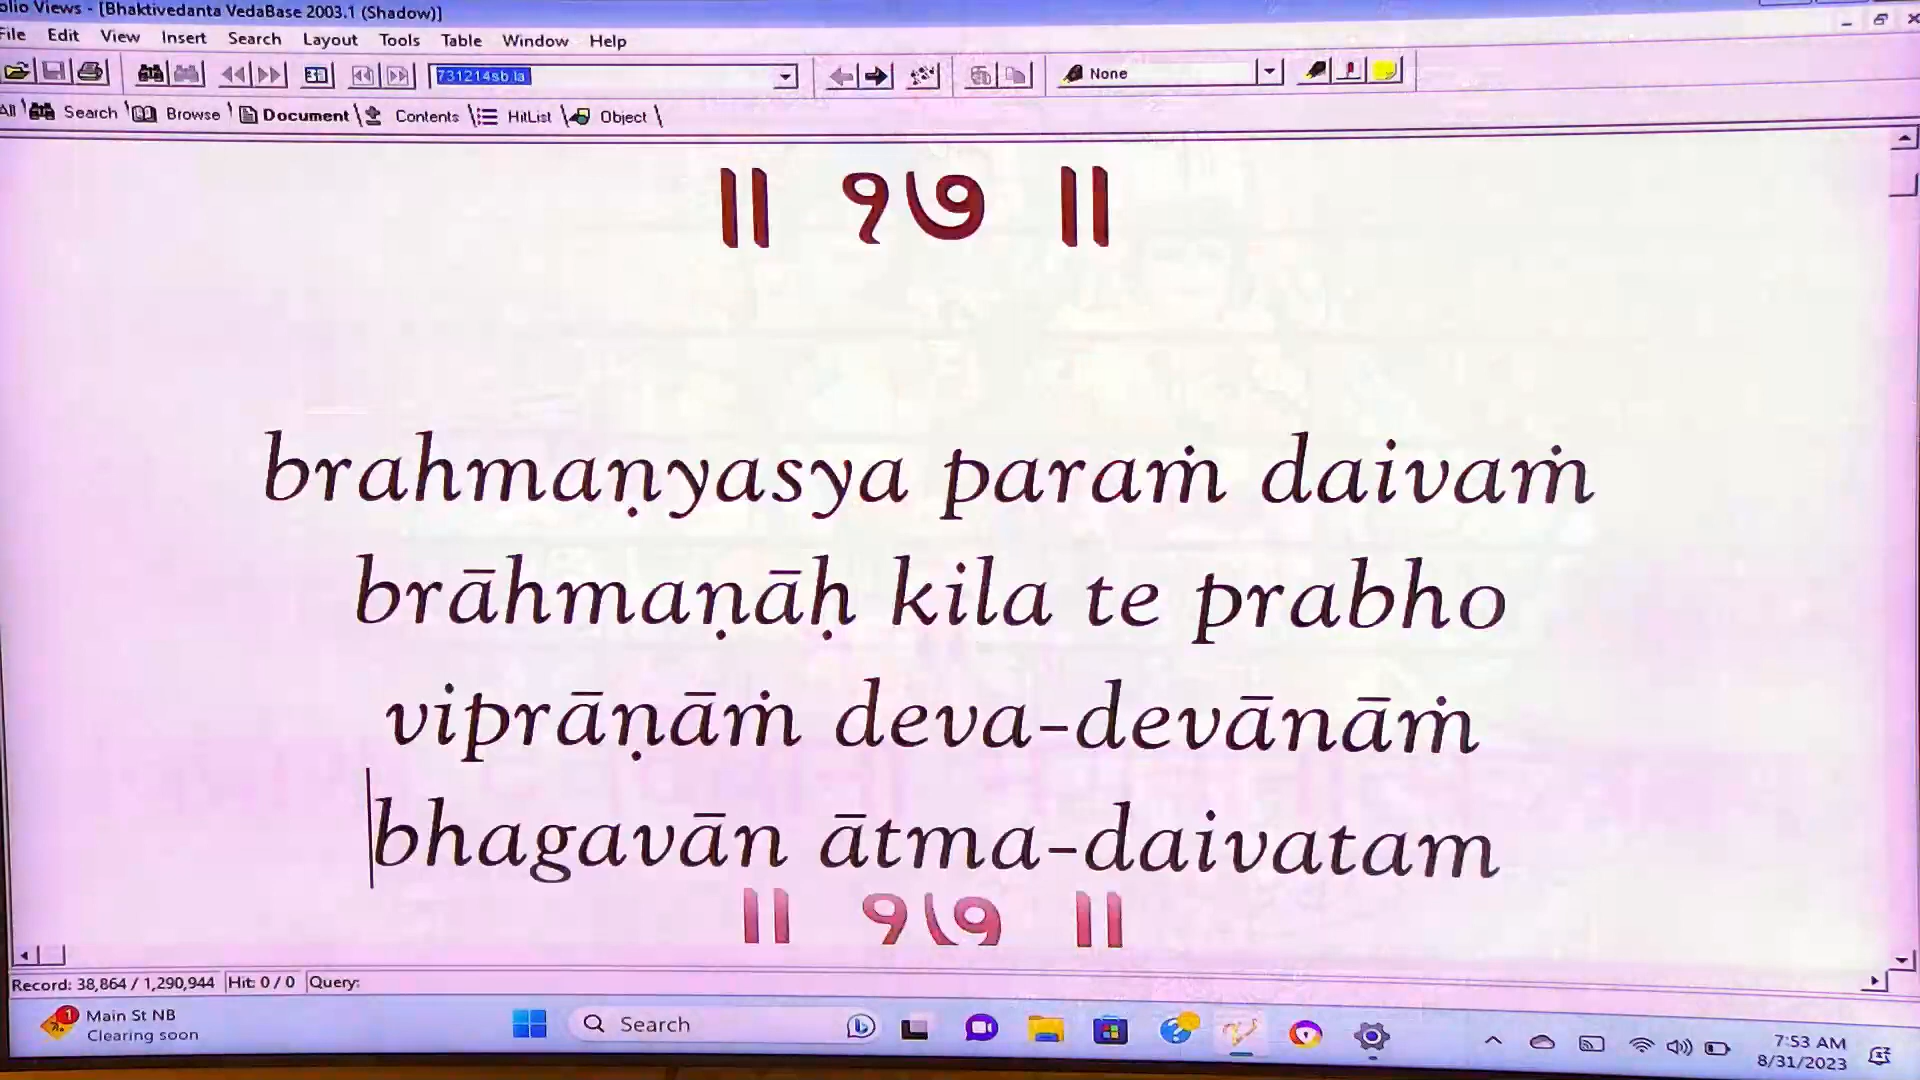 olio Views - [Bhaktivedanta VedaBase 2003.1 (Shadow)]
File Edit View Insert Search Layout Tools Table Window Help
731214sb.la
None
All Search Browse Document Contents HitList Object
॥ १७ ॥
brahmaṇyasya paraṁ daivaṁ
brāhmaṇāḥ kila te prabho
viprāṇāṁ deva-devānāṁ
bhagavān ātma-daivatam
॥ १७ ॥
Record: 38,864 / 1,290,944 Hit: 0 / 0 Query:
1 Main St NB
Clearing soon
Search
7:53 AM
8/31/2023